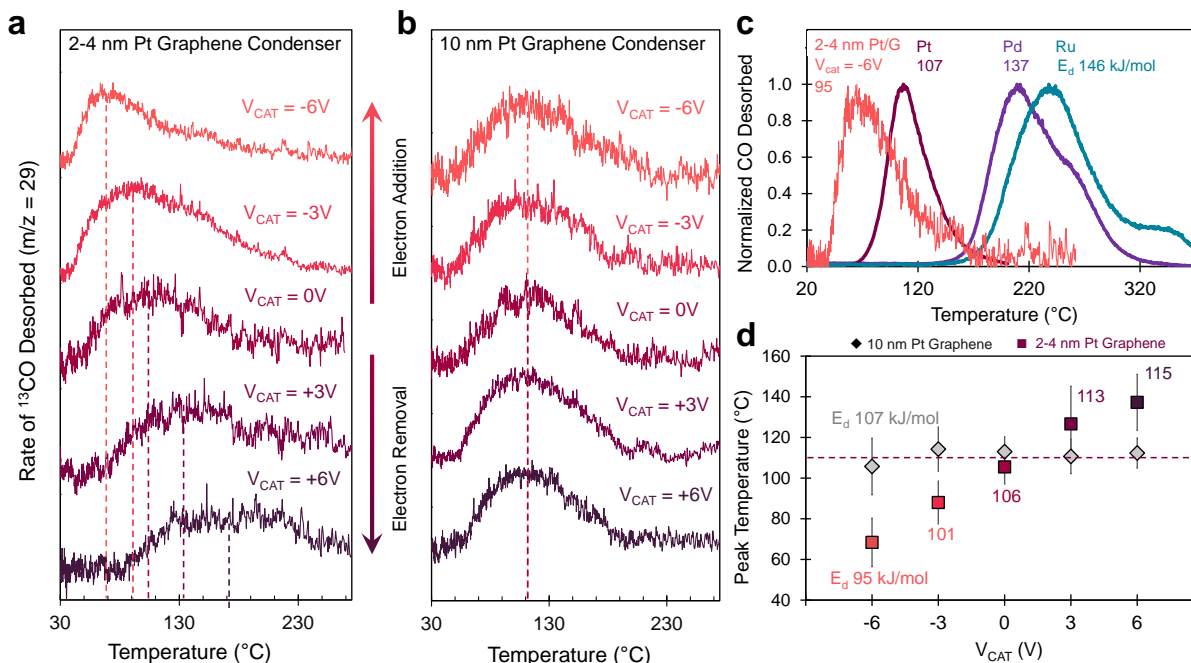 a
2-4 nm Pt Graphene Condenser
V_CAT = -6V
V_CAT = -3V
V_CAT = 0V
V_CAT = +3V
V_CAT = +6V
Rate of ¹³CO Desorbed (m/z = 29)
30 130 230
Temperature (°C)
Electron Addition
Electron Removal
b
10 nm Pt Graphene Condenser
V_CAT = -6V
V_CAT = -3V
V_CAT = 0V
V_CAT = +3V
V_CAT = +6V
30 130 230
Temperature (°C)
c
2-4 nm Pt/G
V_cat = -6V
95
Pt
107
Pd
137
Ru
E_d 146 kJ/mol
Normalized CO Desorbed
1.0
0.8
0.6
0.4
0.2
0.0
20 120 220 320
Temperature (°C)
d
10 nm Pt Graphene
2-4 nm Pt Graphene
Peak Temperature (°C)
160
140
120
100
80
60
40
E_d 107 kJ/mol
113
115
106
101
E_d 95 kJ/mol
-6 -3 0 3 6
V_CAT (V)